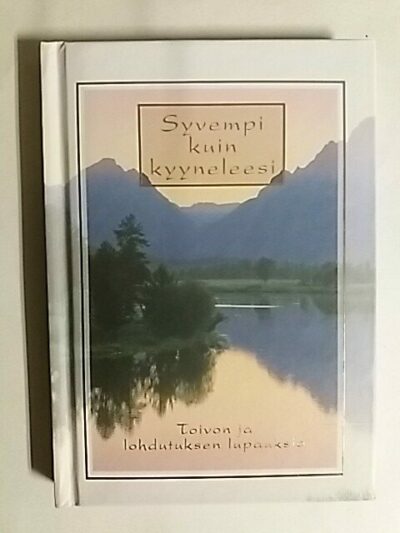 Syvempi
kuin
kyyneleesi
Toivon ja
lohdutuksen lupauksia